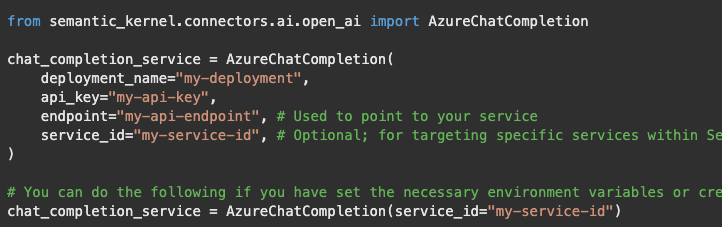 from semantic_kernel.connectors.ai.open_ai import AzureChatCompletion
chat_completion_service = AzureChatCompletion(
    deployment_name="my-deployment",
    api_key="my-api-key",
    endpoint="my-api-endpoint", # Used to point to your service
    service_id="my-service-id", # Optional; for targeting specific services within Se
)
# You can do the following if you have set the necessary environment variables or cre
chat_completion_service = AzureChatCompletion(service_id="my-service-id")